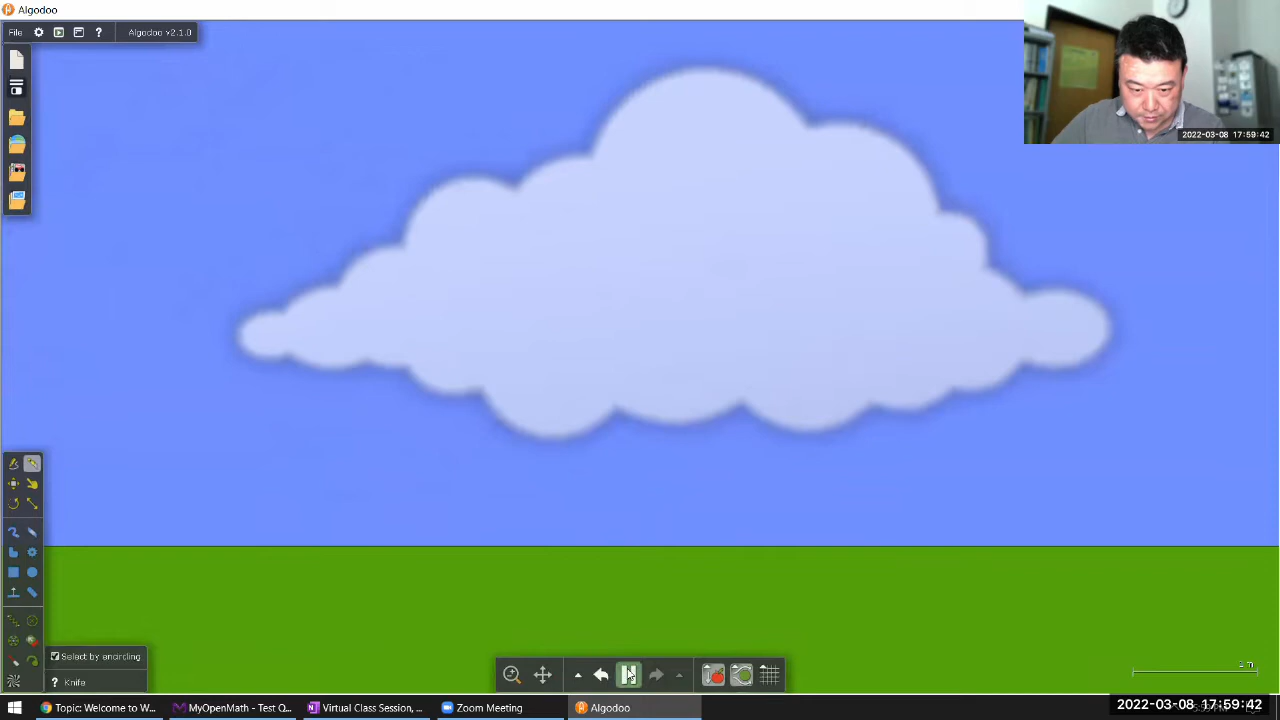 Algodoo
File ? Algodoo v2.1.0
2022-03-08 17:59:42
Select by encircling
? Knife
1 m
Topic: Welcome to W...
MyOpenMath - Test Q...
Virtual Class Session, ...
Zoom Meeting
Algodoo
2022-03-08 17:59:42